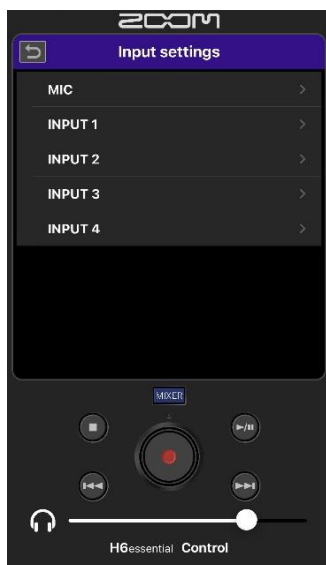 ZOOM
Input settings
MIC
INPUT 1
INPUT 2
INPUT 3
INPUT 4
MIXER
H6essential Control